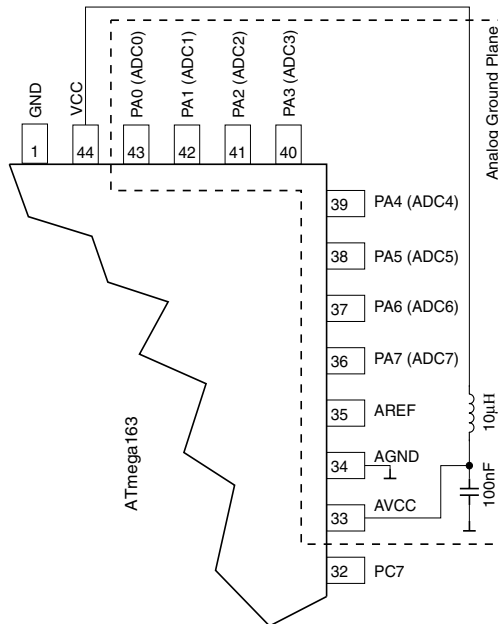 Analog Ground Plane
GND
VCC
PA0 (ADC0)
PA1 (ADC1)
PA2 (ADC2)
PA3 (ADC3)
1
44
43
42
41
40
39
PA4 (ADC4)
38
PA5 (ADC5)
37
PA6 (ADC6)
36
PA7 (ADC7)
35
AREF
10µH
34
AGND
ATmega163
33
AVCC
100nF
32
PC7